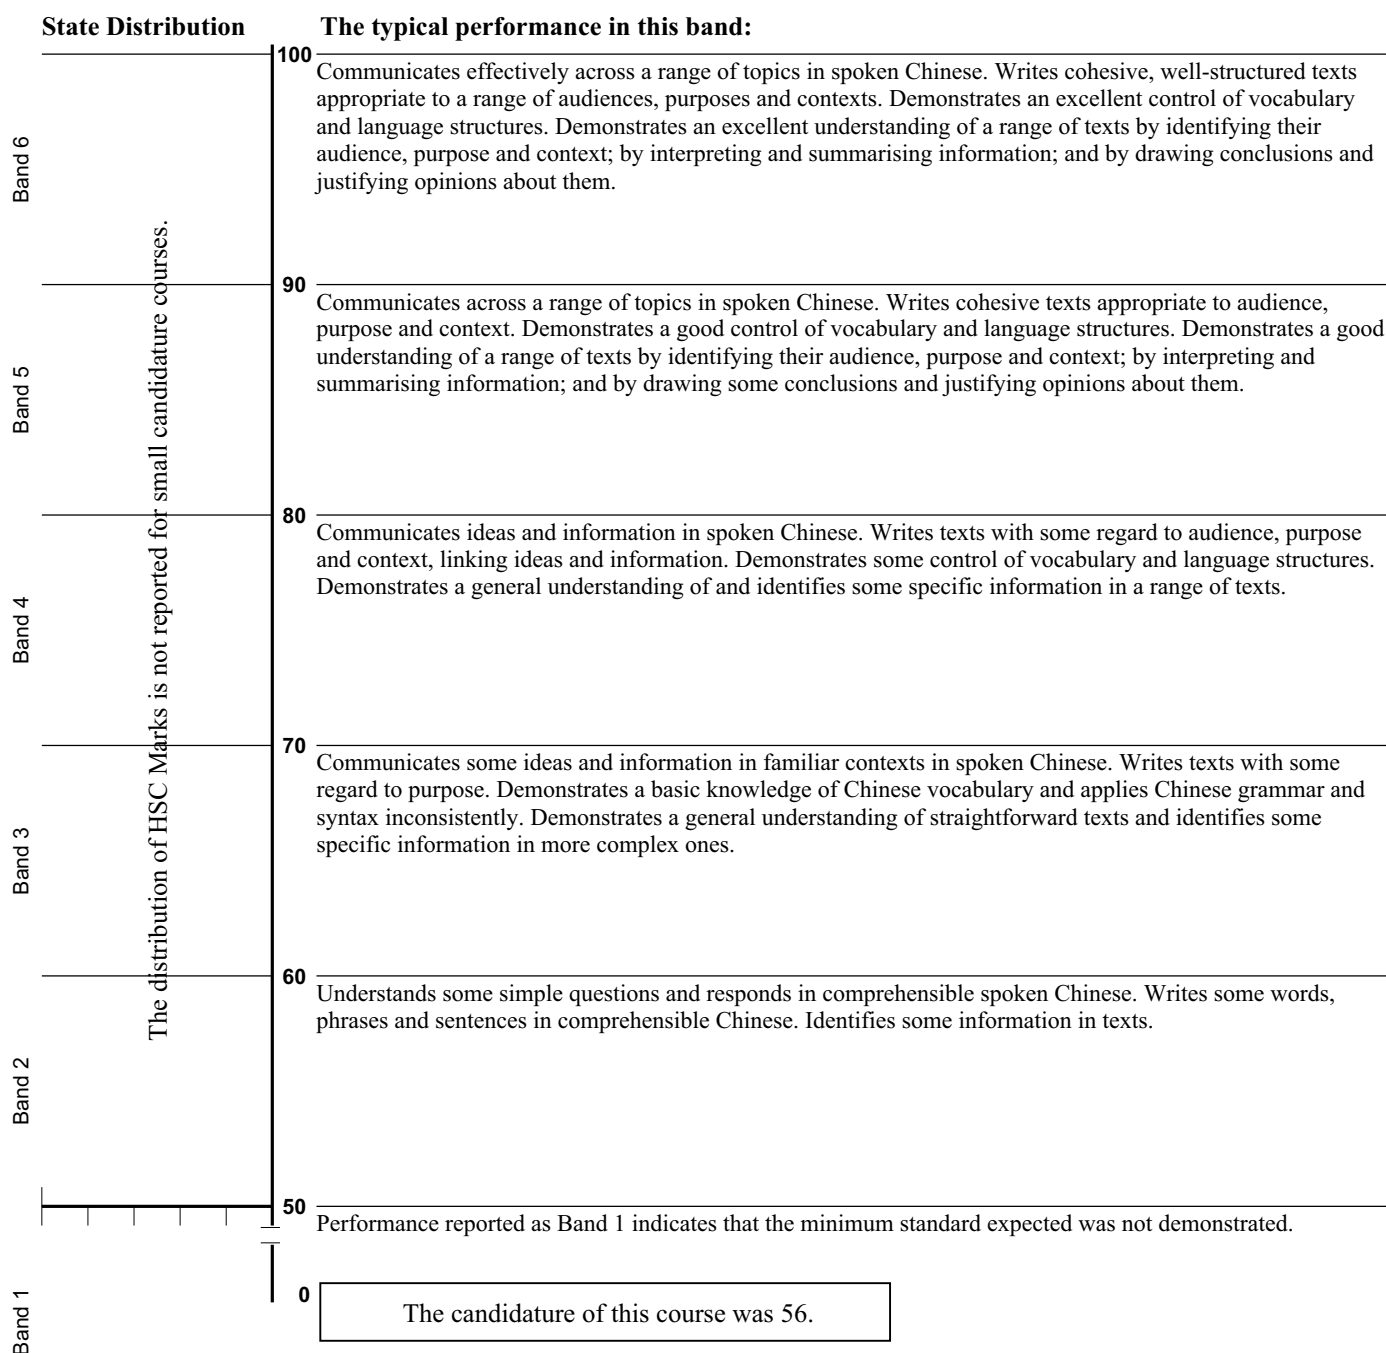 State Distribution
The typical performance in this band:
100
Communicates effectively across a range of topics in spoken Chinese. Writes cohesive, well-structured texts
appropriate to a range of audiences, purposes and contexts. Demonstrates an excellent control of vocabulary
and language structures. Demonstrates an excellent understanding of a range of texts by identifying their
audience, purpose and context; by interpreting and summarising information; and by drawing conclusions and
justifying opinions about them.
Band 6
The distribution of HSC Marks is not reported for small candidature courses.
90
Communicates across a range of topics in spoken Chinese. Writes cohesive texts appropriate to audience,
purpose and context. Demonstrates a good control of vocabulary and language structures. Demonstrates a good
understanding of a range of texts by identifying their audience, purpose and context; by interpreting and
summarising information; and by drawing some conclusions and justifying opinions about them.
Band 5
80
Communicates ideas and information in spoken Chinese. Writes texts with some regard to audience, purpose
and context, linking ideas and information. Demonstrates some control of vocabulary and language structures.
Demonstrates a general understanding of and identifies some specific information in a range of texts.
Band 4
70
Communicates some ideas and information in familiar contexts in spoken Chinese. Writes texts with some
regard to purpose. Demonstrates a basic knowledge of Chinese vocabulary and applies Chinese grammar and
syntax inconsistently. Demonstrates a general understanding of straightforward texts and identifies some
specific information in more complex ones.
Band 3
60
Understands some simple questions and responds in comprehensible spoken Chinese. Writes some words,
phrases and sentences in comprehensible Chinese. Identifies some information in texts.
Band 2
50
Performance reported as Band 1 indicates that the minimum standard expected was not demonstrated.
0
Band 1
The candidature of this course was 56.